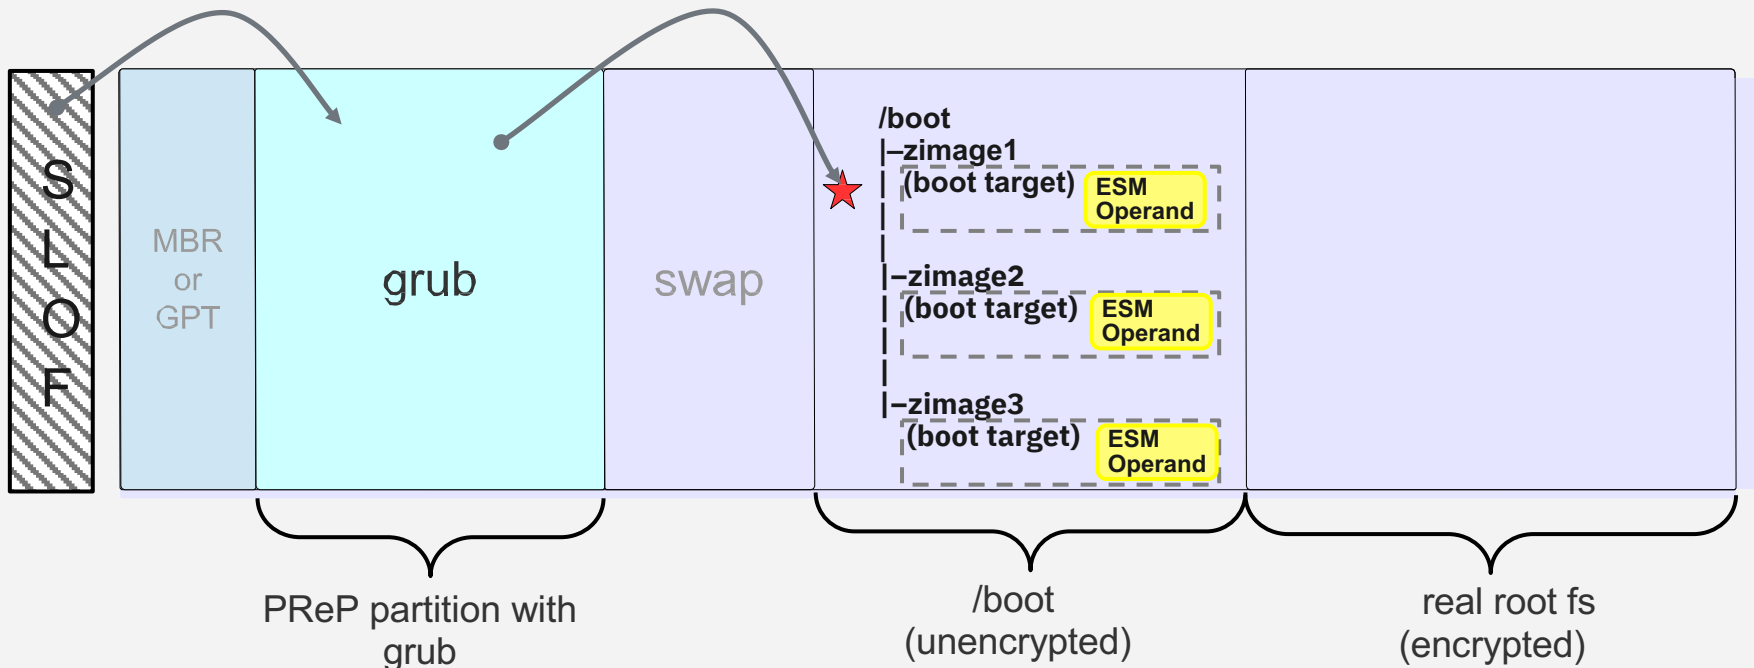 S
L
O
F
MBR
or
GPT
grub
swap
/boot
|–zimage1
(boot target)
ESM
Operand
|–zimage2
(boot target)
ESM
Operand
|–zimage3
(boot target)
ESM
Operand
PReP partition with
grub
/boot
(unencrypted)
real root fs
(encrypted)